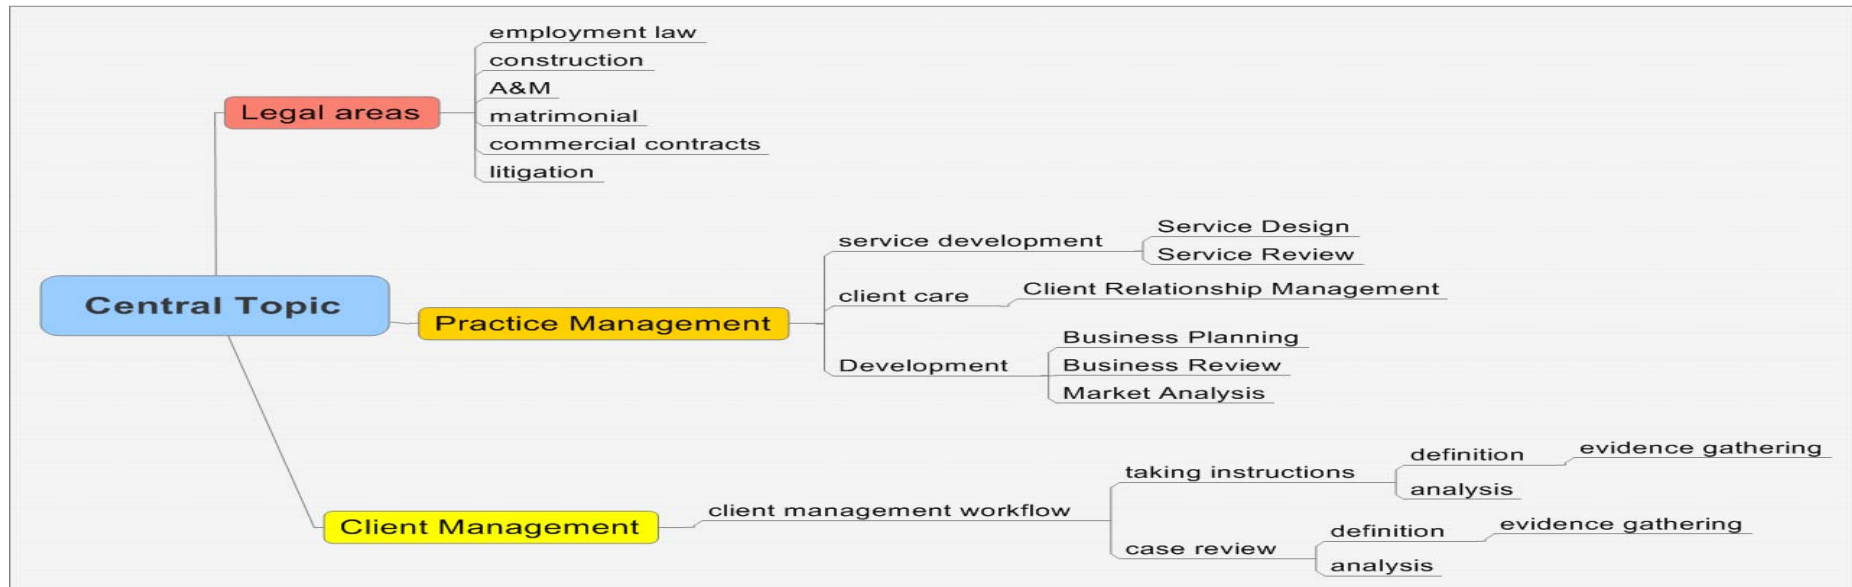 employment law
construction
A&M
matrimonial
commercial contracts
litigation
Legal areas
Central Topic
Practice Management
service development
Service Design
Service Review
client care
Client Relationship Management
Development
Business Planning
Business Review
Market Analysis
Client Management
client management workflow
taking instructions
definition
evidence gathering
analysis
case review
definition
evidence gathering
analysis